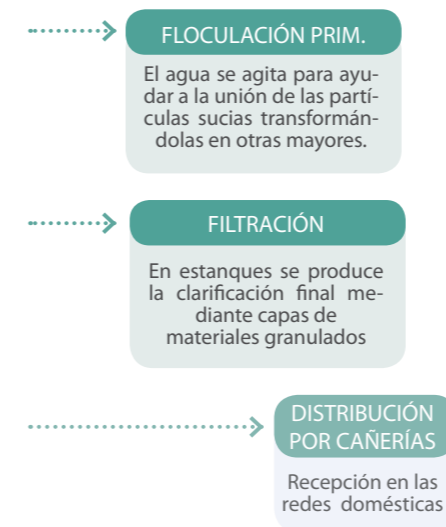 FLOCULACIÓN PRIM.
El agua se agita para ayu-
dar a la unión de las partí-
culas sucias transformán-
dolas en otras mayores.
FILTRACIÓN
En estanques se produce
la clarificación final me-
diante capas de
materiales granulados
DISTRIBUCIÓN
POR CAÑERÍAS
Recepción en las
redes domésticas